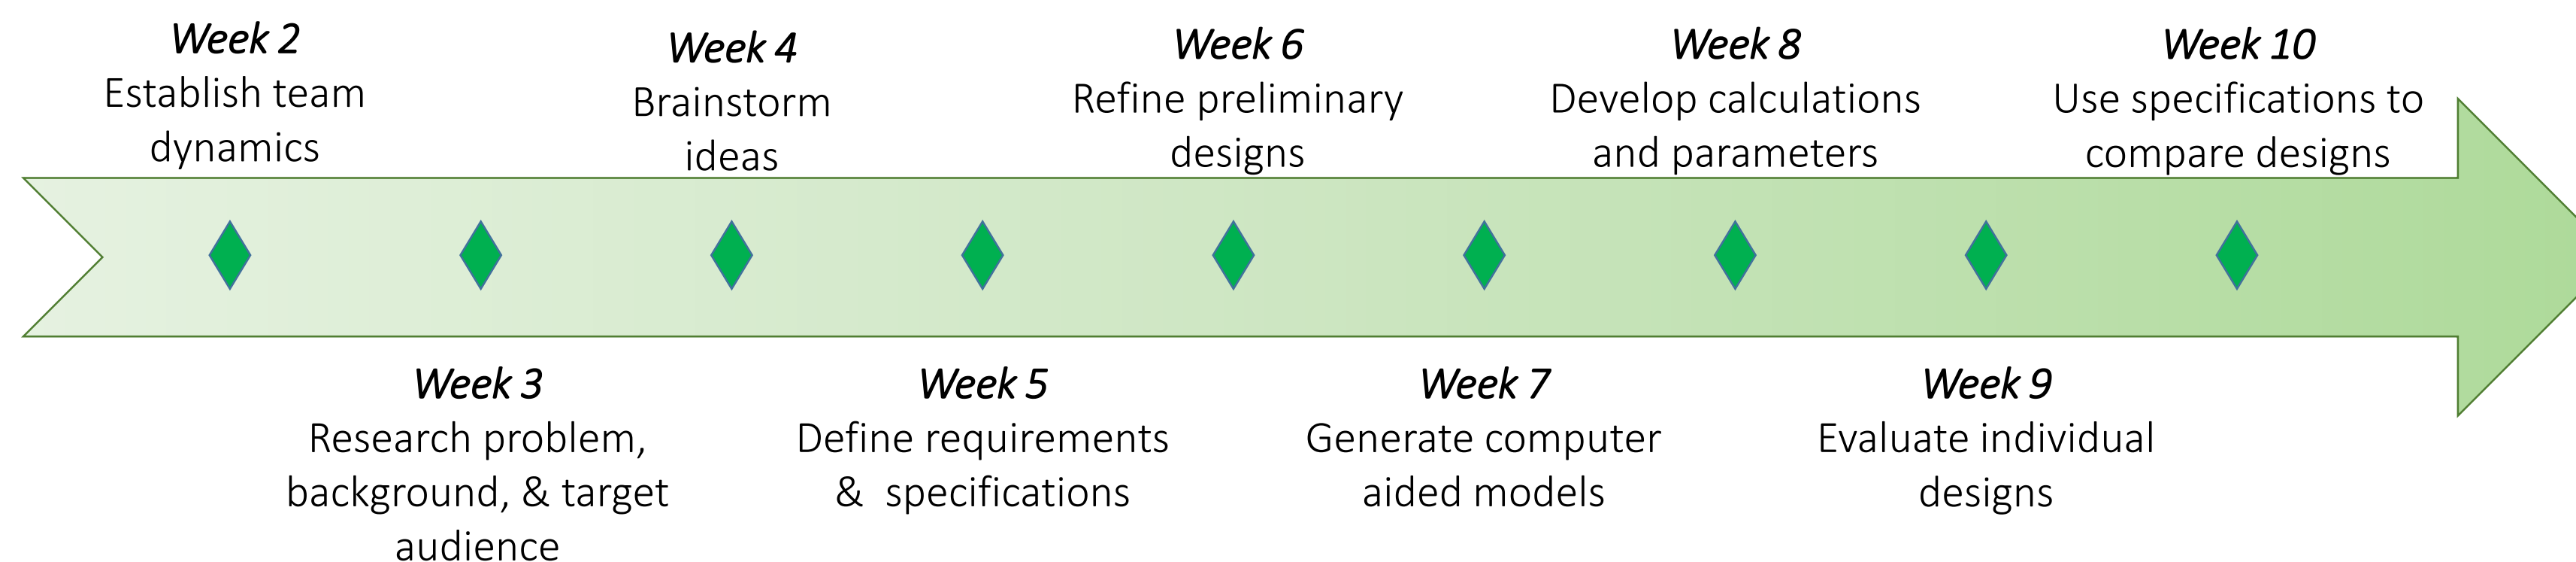 Week 2
Establish team
dynamics
Week 3
Research problem,
background, & target
audience
Week 4
Brainstorm
ideas
Week 5
Define requirements
& specifications
Week 6
Refine preliminary
designs
Week 7
Generate computer
aided models
Week 8
Develop calculations
and parameters
Week 9
Evaluate individual
designs
Week 10
Use specifications to
compare designs